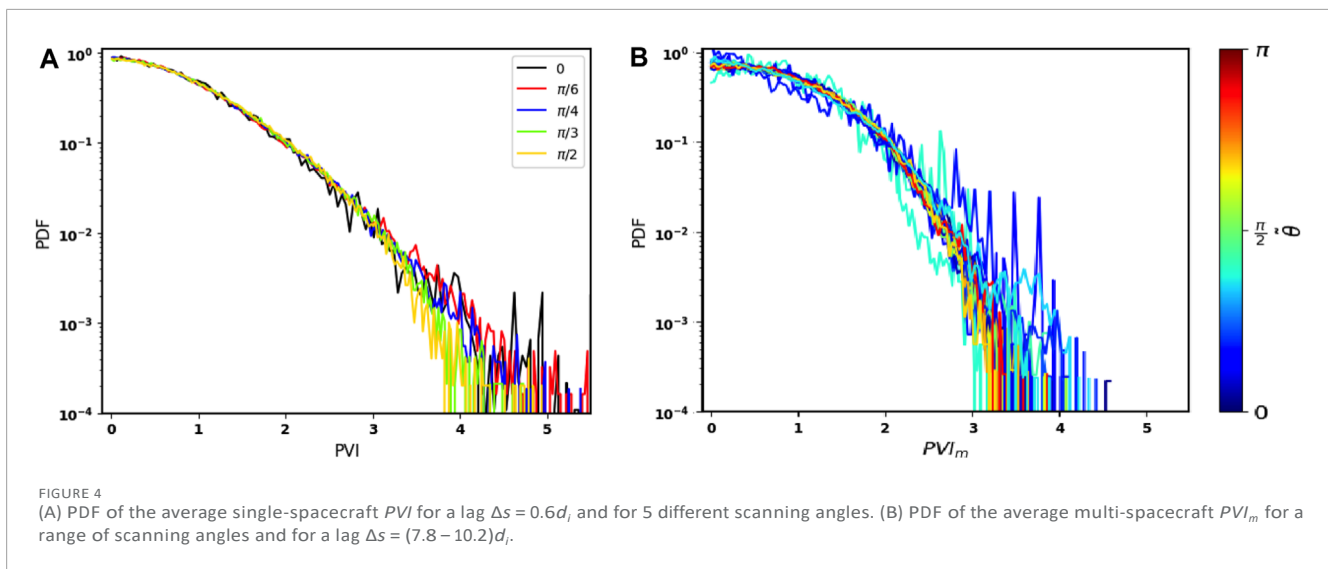 A
10⁰
10⁻¹
10⁻²
10⁻³
10⁻⁴
PDF
0
π/6
π/4
π/3
π/2
0 1 2 3 4 5
PVI
B
10⁰
10⁻¹
10⁻²
10⁻³
10⁻⁴
PDF
0 1 2 3 4 5
PVIₘ
π
π/2
0
θ̃
FIGURE 4
(A) PDF of the average single-spacecraft PVI for a lag Δs = 0.6dᵢ and for 5 different scanning angles. (B) PDF of the average multi-spacecraft PVIₘ for a
range of scanning angles and for a lag Δs = (7.8 – 10.2)dᵢ.